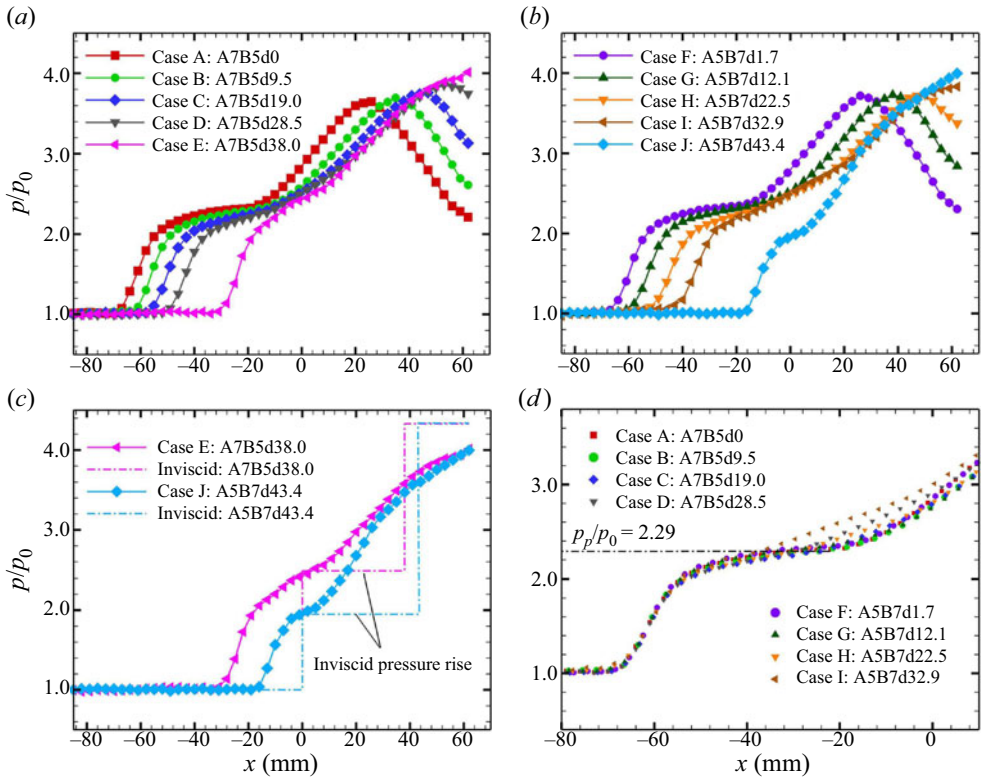 (a)
p/p0
4.0
3.0
2.0
1.0
Case A: A7B5d0
Case B: A7B5d9.5
Case C: A7B5d19.0
Case D: A7B5d28.5
Case E: A7B5d38.0
−80 −60 −40 −20 0 20 40 60
x (mm)
(b)
4.0
3.0
2.0
1.0
Case F: A5B7d1.7
Case G: A5B7d12.1
Case H: A5B7d22.5
Case I: A5B7d32.9
Case J: A5B7d43.4
−80 −60 −40 −20 0 20 40 60
x (mm)
(c)
p/p0
4.0
3.0
2.0
1.0
Case E: A7B5d38.0
Inviscid: A7B5d38.0
Case J: A5B7d43.4
Inviscid: A5B7d43.4
Inviscid pressure rise
−80 −60 −40 −20 0 20 40 60
x (mm)
(d)
3.0
2.0
1.0
Case A: A7B5d0
Case B: A7B5d9.5
Case C: A7B5d19.0
Case D: A7B5d28.5
pp/p0 = 2.29
Case F: A5B7d1.7
Case G: A5B7d12.1
Case H: A5B7d22.5
Case I: A5B7d32.9
−80 −60 −40 −20 0
x (mm)